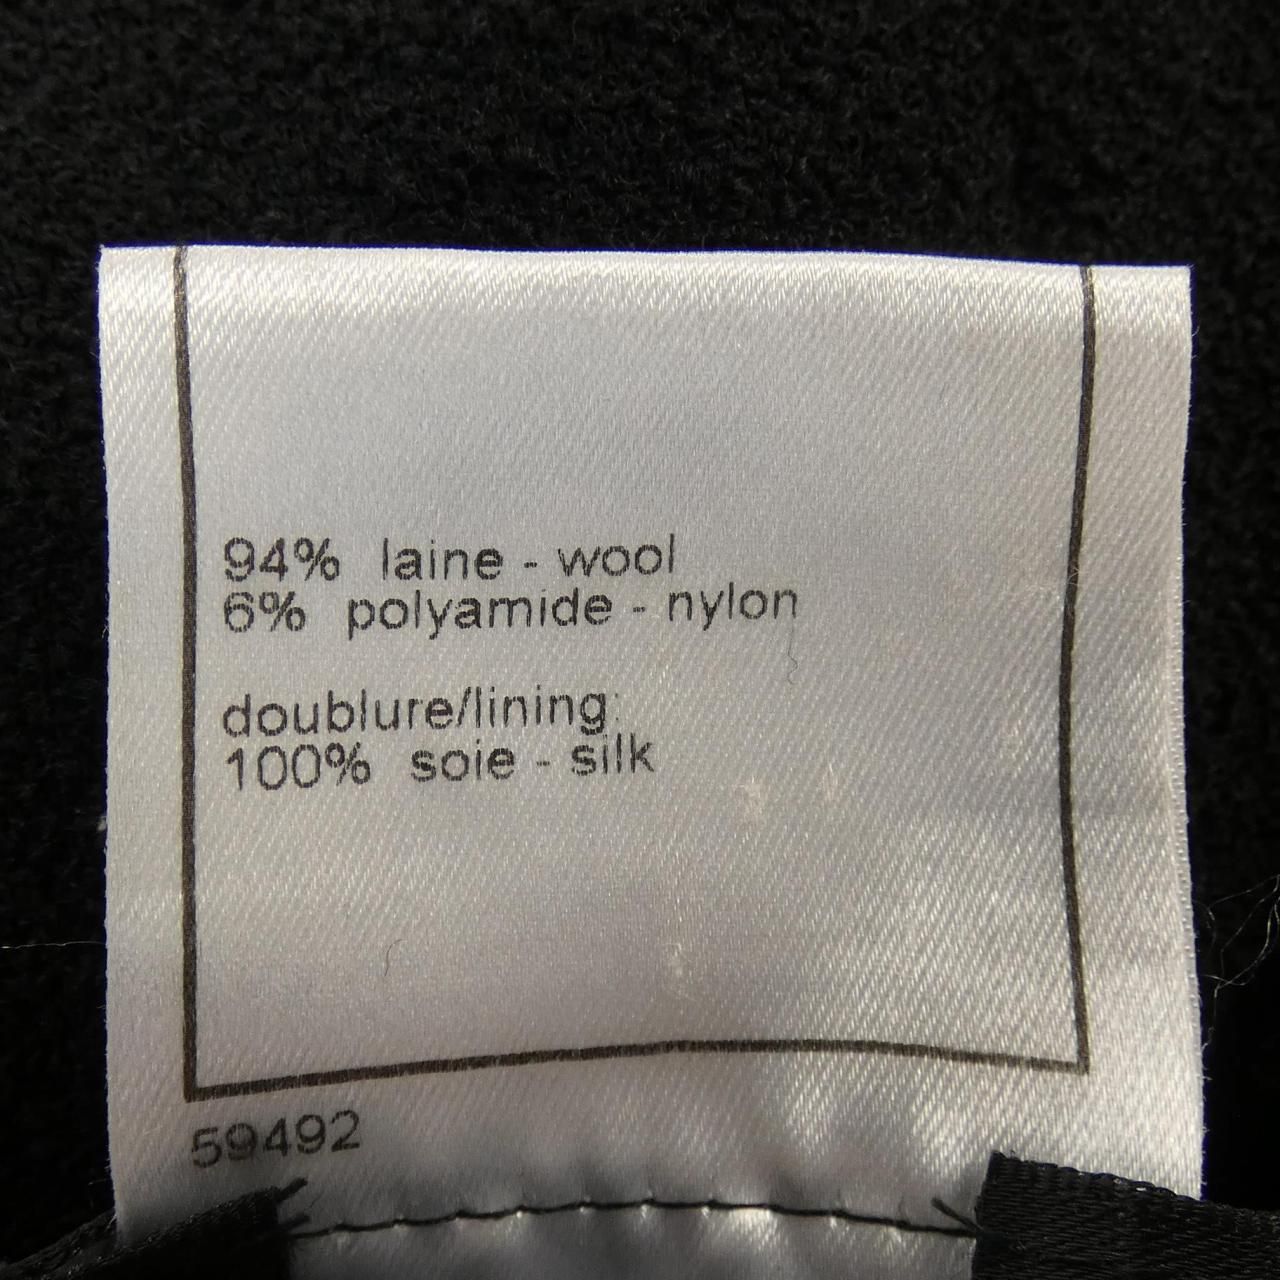 94% laine - wool
6% polyamide - nylon
doublure/lining:
100% soie - silk
59492